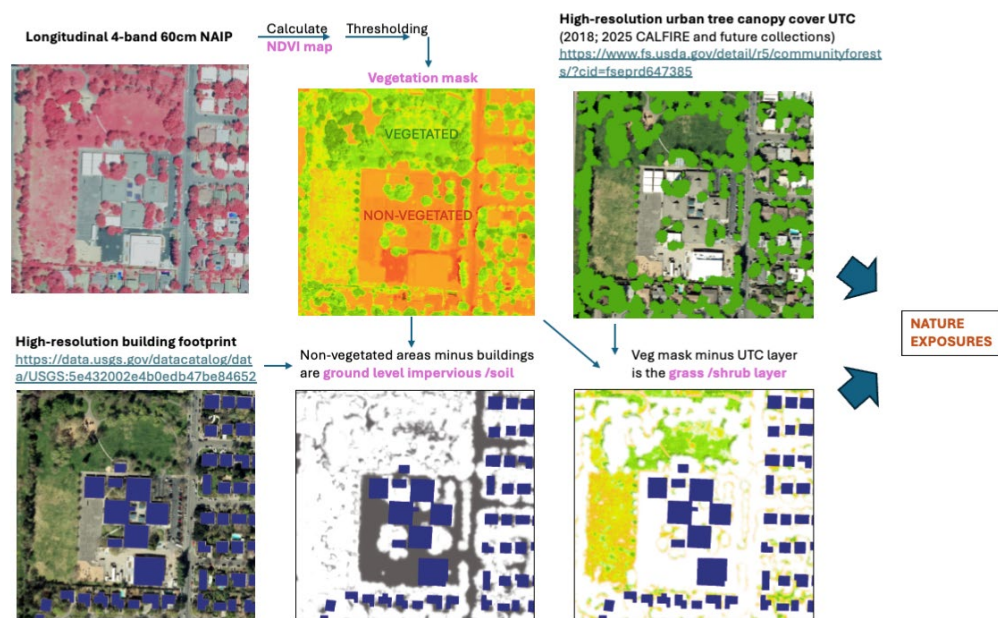 Longitudinal 4-band 60cm NAIP
Calculate
NDVI map
Thresholding
Vegetation mask
VEGETATED
NON-VEGETATED
High-resolution urban tree canopy cover UTC
(2018; 2025 CALFIRE and future collections)
https://www.fs.usda.gov/detail/r5/communityforest
s/?cid=fseprd647385
High-resolution building footprint
https://data.usgs.gov/datacatalog/dat
a/USGS:5e432002e4b0edb47be84652
Non-vegetated areas minus buildings
are ground level impervious /soil
Veg mask minus UTC layer
is the grass /shrub layer
NATURE
EXPOSURES